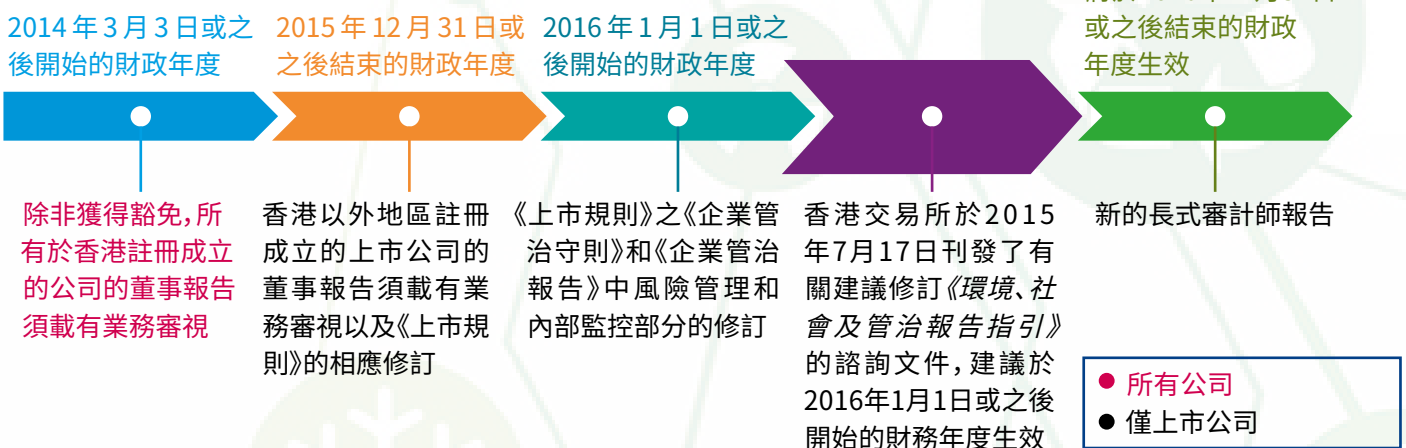 2014 年 3 月 3 日或之
後開始的財政年度
2015 年 12 月 31 日或
之後結束的財政年度
2016 年 1 月 1 日或之
後開始的財政年度
或之後結束的財政
年度生效
除非獲得豁免，所
有於香港註冊成立
的公司的董事報告
須載有業務審視
香港以外地區註冊
成立的上市公司的
董事報告須載有業
務審視以及《上市規
則》的相應修訂
《上市規則》之《企業管
治守則》和《企業管治
報告》中風險管理和
內部監控部分的修訂
香港交易所於2015
年7月17日刊發了有
關建議修訂《環境、社
會及管治報告指引》
的諮詢文件，建議於
2016年1月1日或之後
開始的財務年度生效
新的長式審計師報告
● 所有公司
● 僅上市公司